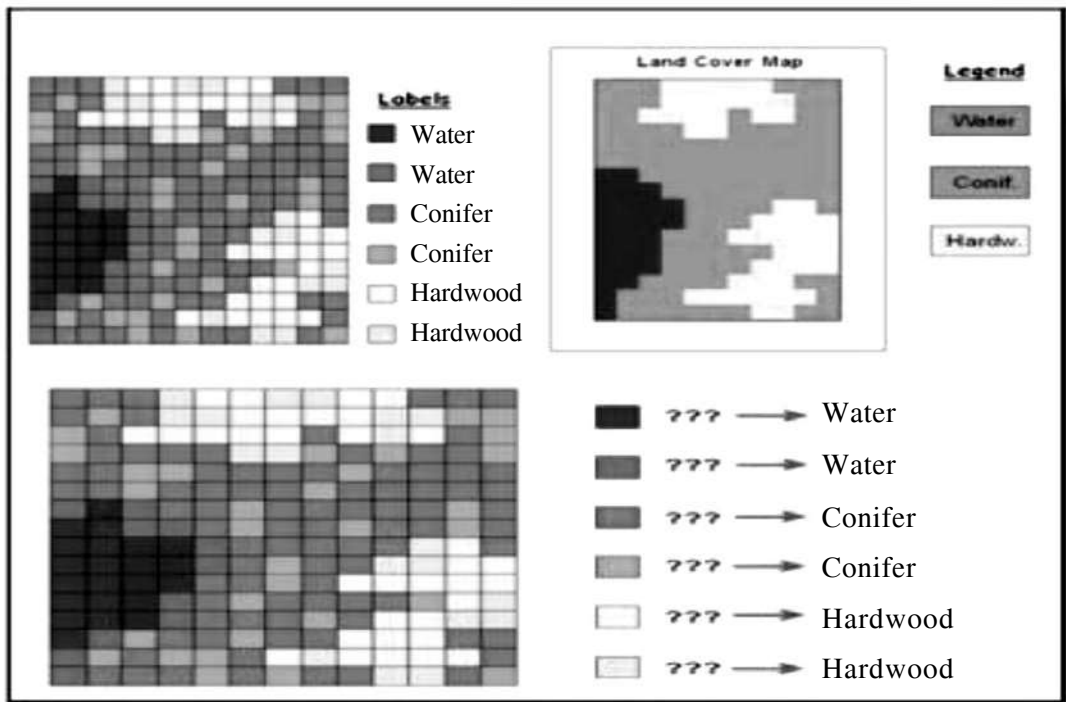 Labels
Water
Water
Conifer
Conifer
Hardwood
Hardwood
Land Cover Map
Legend
Water
Conif.
Hardw.
??? Water
??? Water
??? Conifer
??? Conifer
??? Hardwood
??? Hardwood